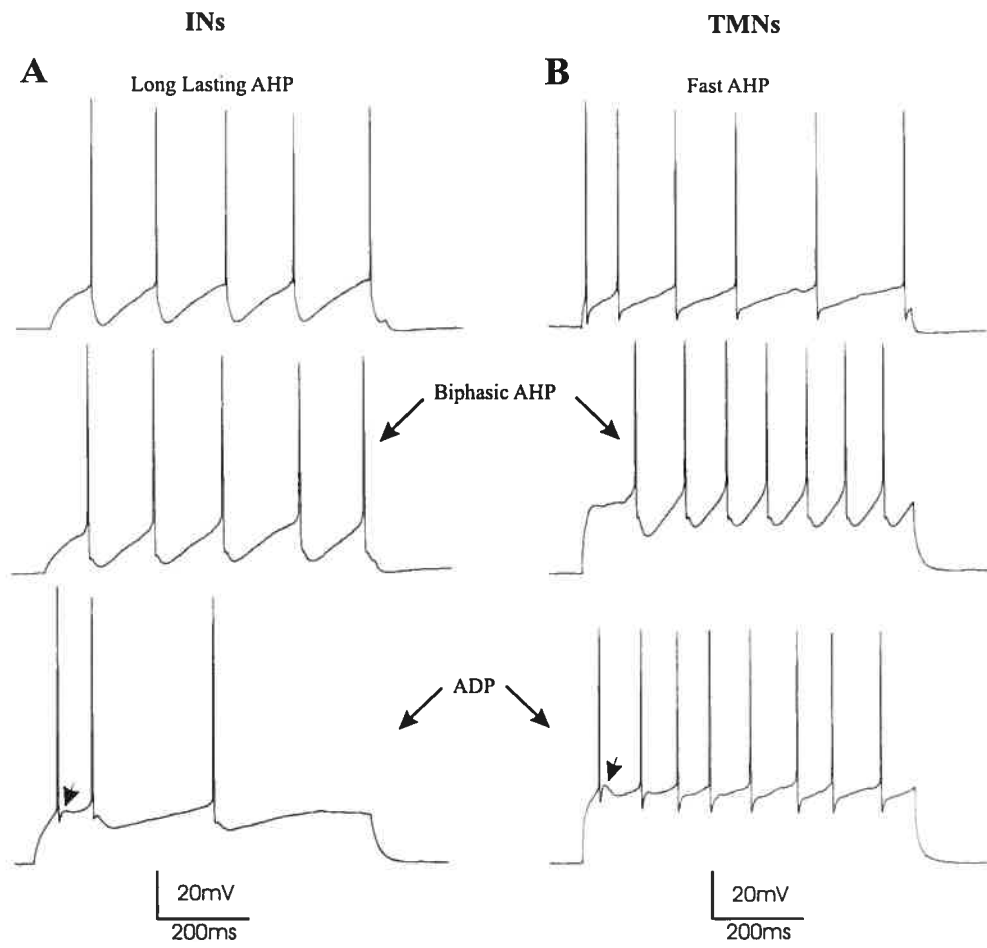 INs
TMNs
A
B
Long Lasting AHP
Fast AHP
Biphasic AHP
ADP
20mV
200ms
20mV
200ms